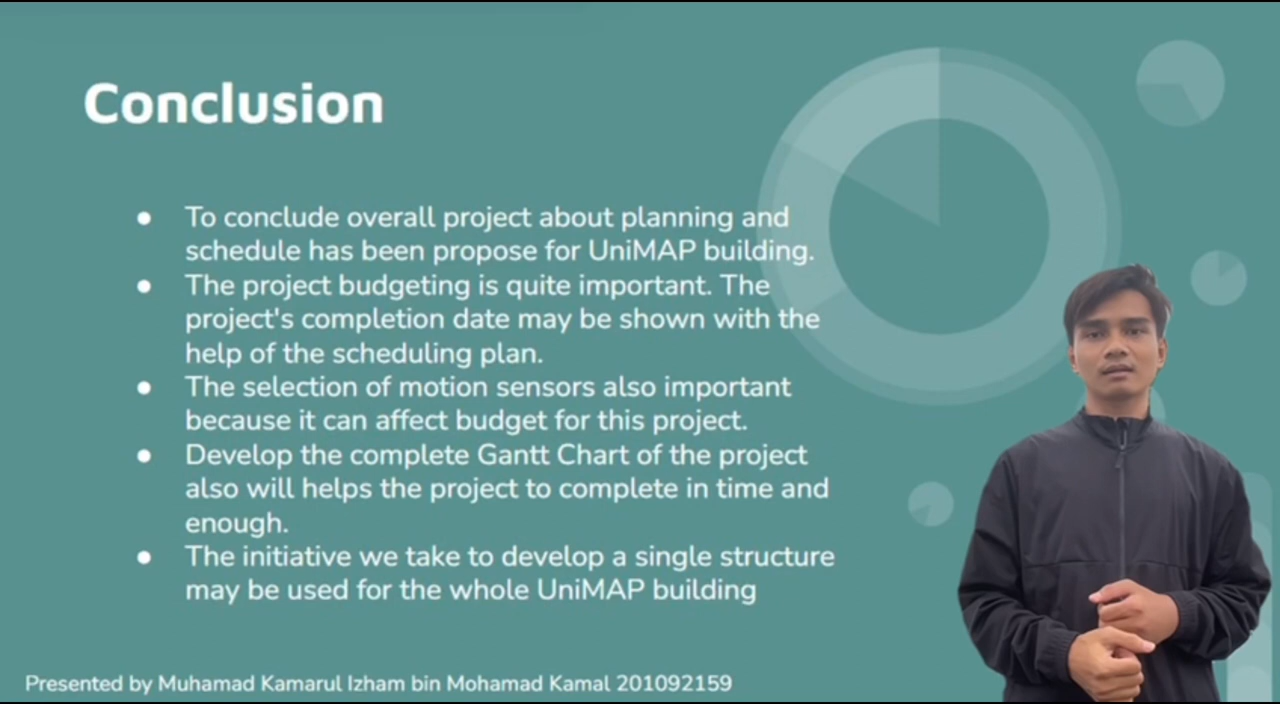 Conclusion
● To conclude overall project about planning and
schedule has been propose for UniMAP building.
● The project budgeting is quite important. The
project's completion date may be shown with the
help of the scheduling plan.
● The selection of motion sensors also important
because it can affect budget for this project.
● Develop the complete Gantt Chart of the project
also will helps the project to complete in time and
enough.
● The initiative we take to develop a single structure
may be used for the whole UniMAP building
Presented by Muhamad Kamarul Izham bin Mohamad Kamal 201092159